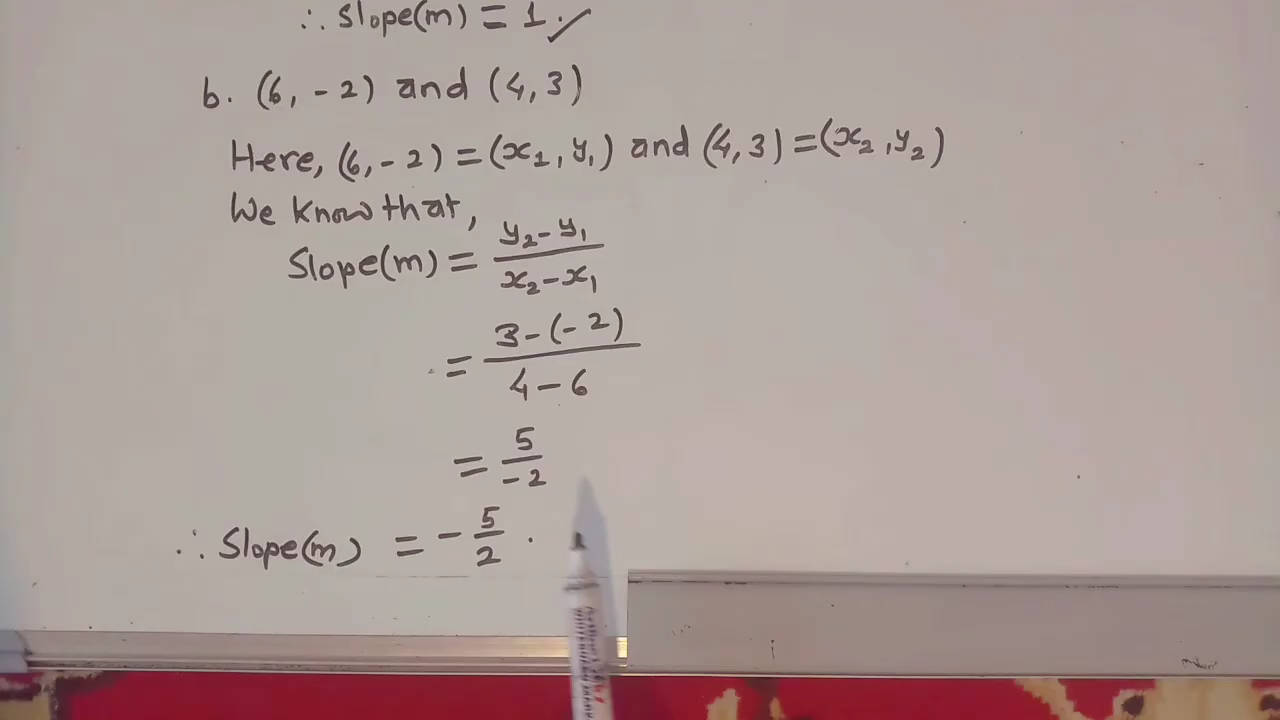 ∴ Slope(m) = 1. ✓
b. (6, -2) and (4, 3)
Here, (6, -2) = (x₁, y₁) and (4, 3) = (x₂, y₂)
We know that,
Slope(m) = (y₂ - y₁)/(x₂ - x₁)
= (3 - (-2))/(4 - 6)
= 5/-2
∴ Slope(m) = -5/2.